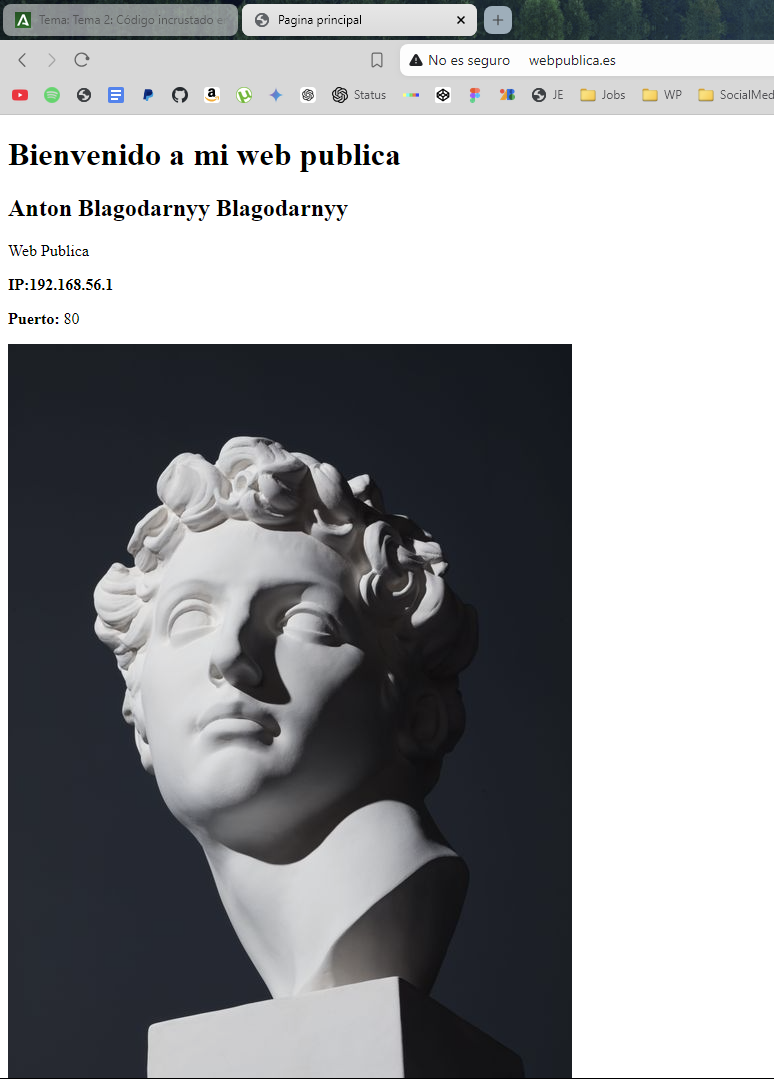 Tema: Tema 2: Código incrustado e
Pagina principal
No es seguro webpublica.es
Status
JE
Jobs
WP
SocialMed
Bienvenido a mi web publica
Anton Blagodarnyy Blagodarnyy
Web Publica
IP:192.168.56.1
Puerto: 80